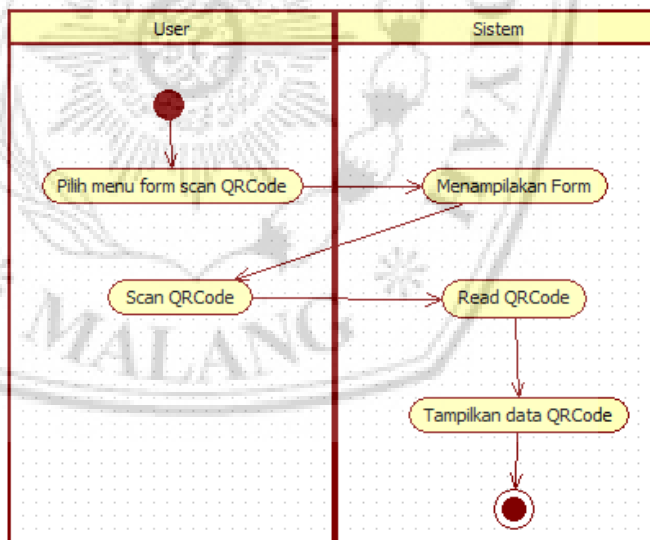 User
Sistem
Pilih menu form scan QRCode
Menampilakan Form
Scan QRCode
Read QRCode
MALANG
Tampilkan data QRCode